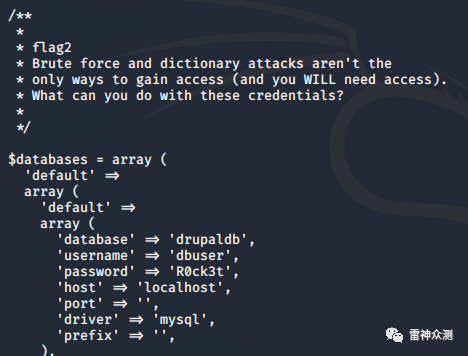 /**
 *
 * flag2
 * Brute force and dictionary attacks aren't the
 * only ways to gain access (and you WILL need access).
 * What can you do with these credentials?
 *
 */
$databases = array (
  'default' =>
  array (
    'default' =>
    array (
      'database' => 'drupaldb',
      'username' => 'dbuser',
      'password' => 'R0ck3t',
      'host' => 'localhost',
      'port' => '',
      'driver' => 'mysql',
      'prefix' => '',
    ),
雷神众测